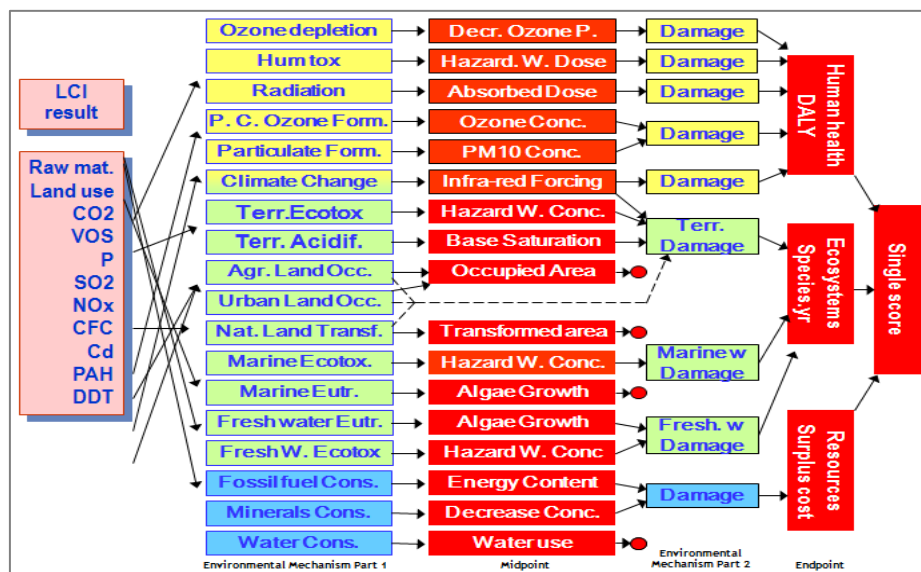 LCI
result
Raw mat.
Land use
CO2
VOS
P
SO2
NOx
CFC
Cd
PAH
DDT
Ozone depletion
Hum tox
Radiation
P. C. Ozone Form.
Particulate Form.
Climate Change
Terr.Ecotox
Terr. Acidif.
Agr. Land Occ.
Urban Land Occ.
Nat. Land Transf.
Marine Ecotox.
Marine Eutr.
Freshwater Eutr.
Fresh W. Ecotox
Fossil fuel Cons.
Minerals Cons.
Water Cons.
Environmental Mechanism Part 1
Decr. Ozone P.
Hazard. W. Dose
Absorbed Dose
Ozone Conc.
PM10 Conc.
Infra-red Forcing
Hazard W. Conc.
Base Saturation
Occupied Area
Transformed area
Hazard W. Conc.
Algae Growth
Algae Growth
Hazard W. Conc
Energy Content
Decrease Conc.
Water use
Midpoint
Damage
Damage
Damage
Damage
Damage
Terr.
Damage
Marine w
Damage
Fresh. w
Damage
Damage
Environmental
Mechanism Part 2
Human health
DALY
Ecosystems
Species.yr
Resources
Surplus cost
Endpoint
Single score